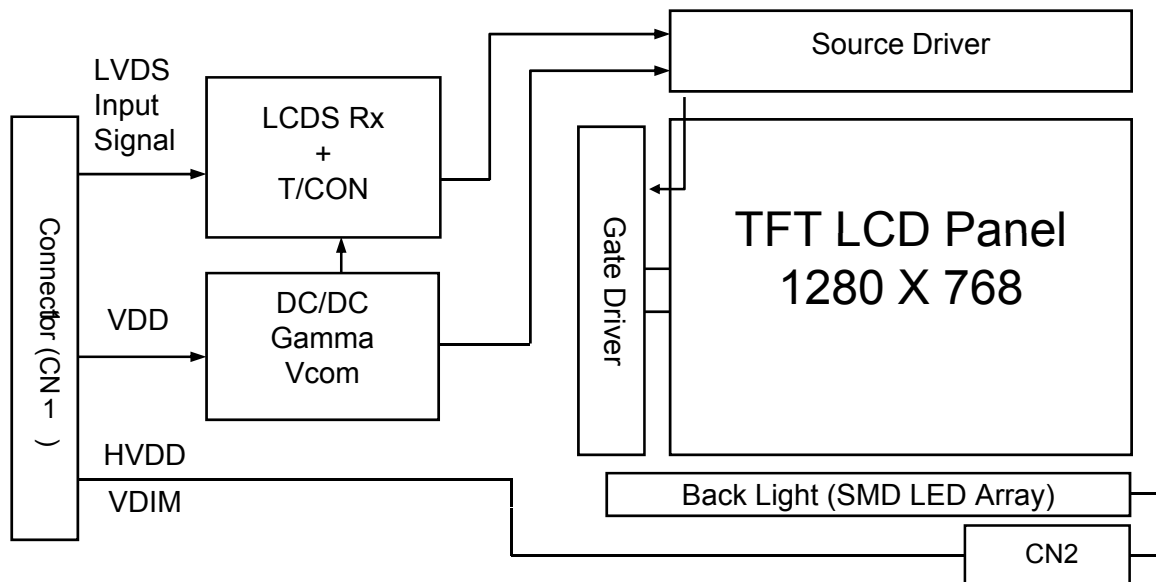 LVDS
Input
Signal
LCDS Rx
+
T/CON
Source Driver
Connector (CN1)
Gate Driver
TFT LCD Panel
1280 X 768
VDD
DC/DC
Gamma
Vcom
HVDD
VDIM
Back Light (SMD LED Array)
CN2